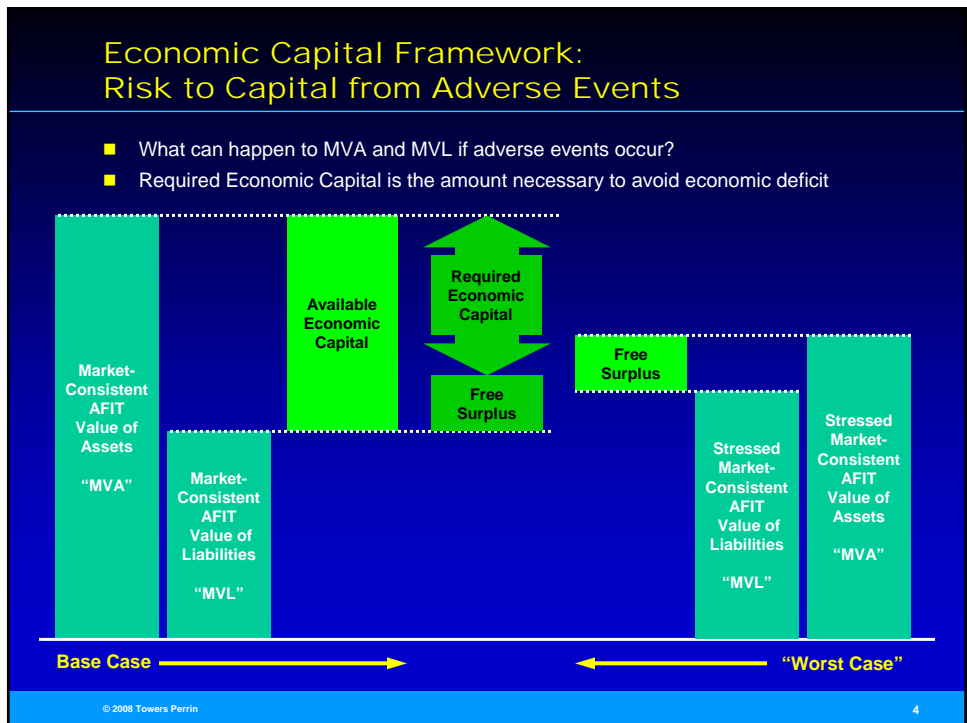 Economic Capital Framework:
Risk to Capital from Adverse Events
What can happen to MVA and MVL if adverse events occur?
Required Economic Capital is the amount necessary to avoid economic deficit
Market-
Consistent
AFIT
Value of
Assets
“MVA”
Market-
Consistent
AFIT
Value of
Liabilities
“MVL”
Available
Economic
Capital
Required
Economic
Capital
Free
Surplus
Free
Surplus
Stressed
Market-
Consistent
AFIT
Value of
Liabilities
“MVL”
Stressed
Market-
Consistent
AFIT
Value of
Assets
“MVA”
Base Case
“Worst Case”
© 2008 Towers Perrin
4